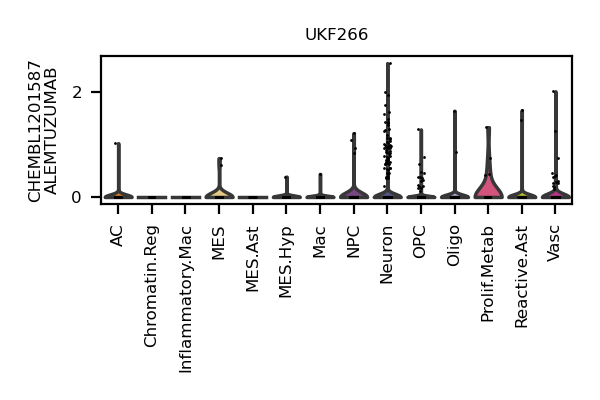 UKF266
CHEMBL1201587
ALEMTUZUMAB
2
0
AC
Chromatin.Reg
Inflammatory.Mac
MES
MES.Ast
MES.Hyp
Mac
NPC
Neuron
OPC
Oligo
Prolif.Metab
Reactive.Ast
Vasc